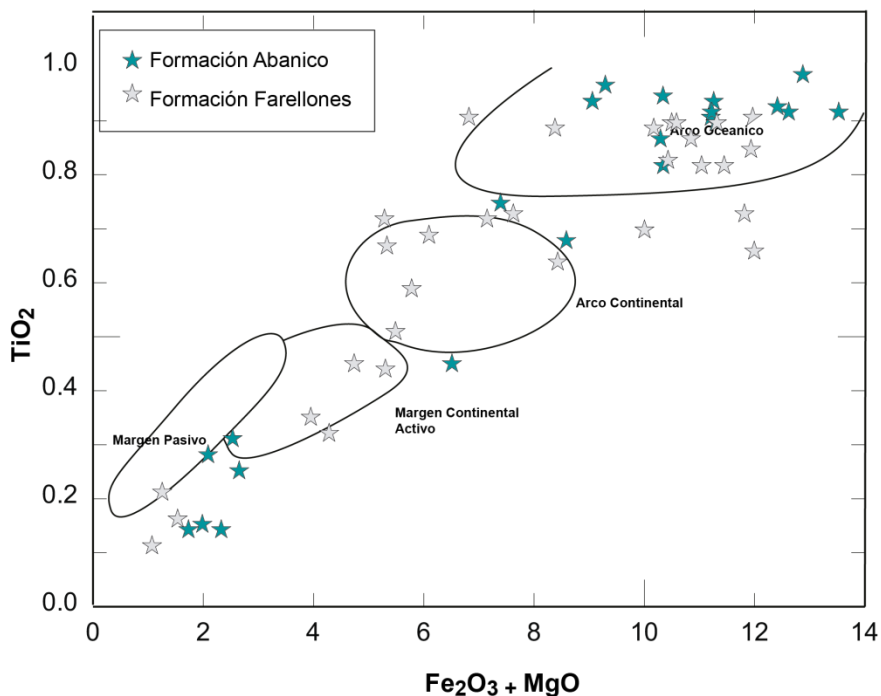 Formación Abanico
Formación Farellones
TiO2
1.0
0.8
0.6
0.4
0.2
0.0
Arco Oceanico
Arco Continental
Margen Continental
Activo
Margen Pasivo
0 2 4 6 8 10 12 14
Fe2O3 + MgO